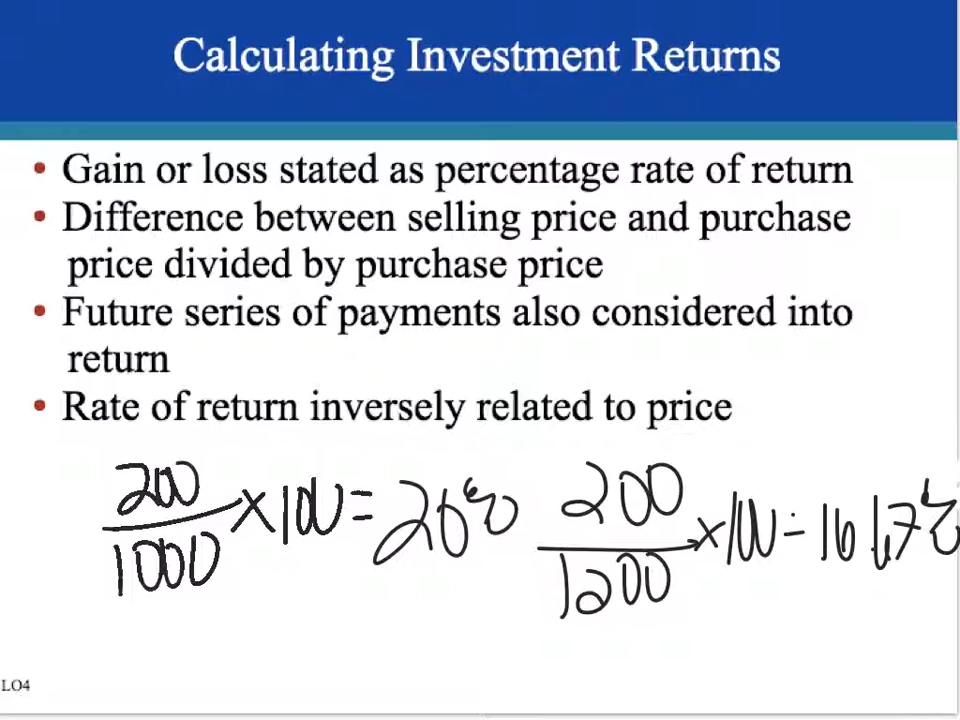 Calculating Investment Returns
• Gain or loss stated as percentage rate of return
• Difference between selling price and purchase
price divided by purchase price
• Future series of payments also considered into
return
• Rate of return inversely related to price
200/1000 × 100 = 20% 200/1200 × 100 = 16.7%
LO4